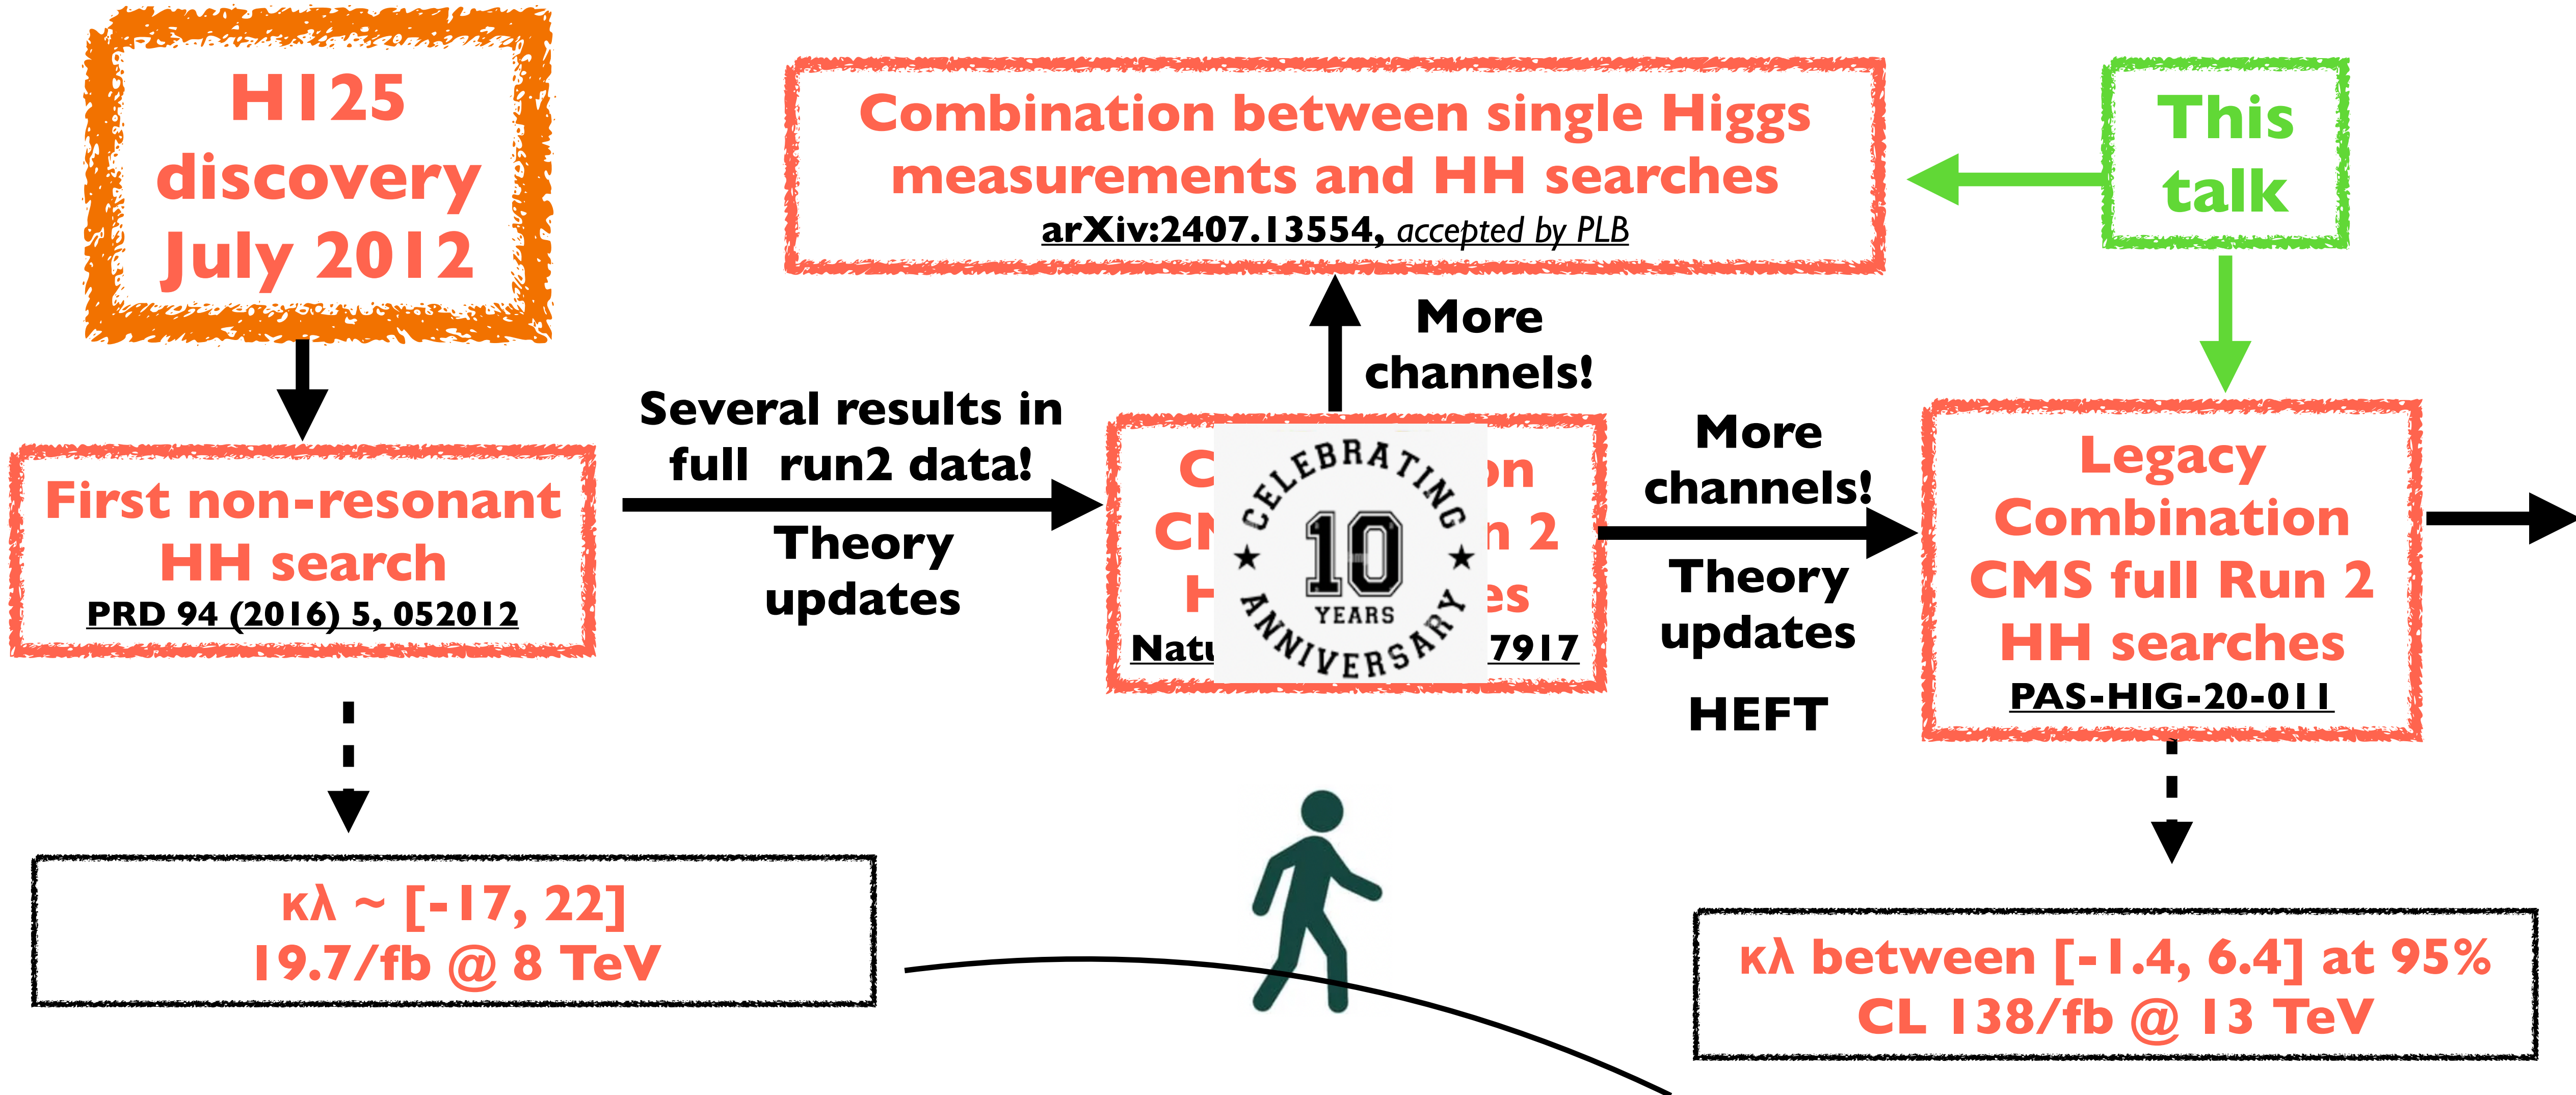 H125
discovery
July 2012
Combination between single Higgs
measurements and HH searches
arXiv:2407.13554, accepted by PLB
This
talk
More
channels!
Several results in
full run2 data!
Theory
updates
First non-resonant
HH search
PRD 94 (2016) 5, 052012
CELEBRATING
10
YEARS
ANNIVERSARY
n 2
7917
More
channels!
Theory
updates
HEFT
Legacy
Combination
CMS full Run 2
HH searches
PAS-HIG-20-011
κλ ~ [-17, 22]
19.7/fb @ 8 TeV
κλ between [-1.4, 6.4] at 95%
CL 138/fb @ 13 TeV